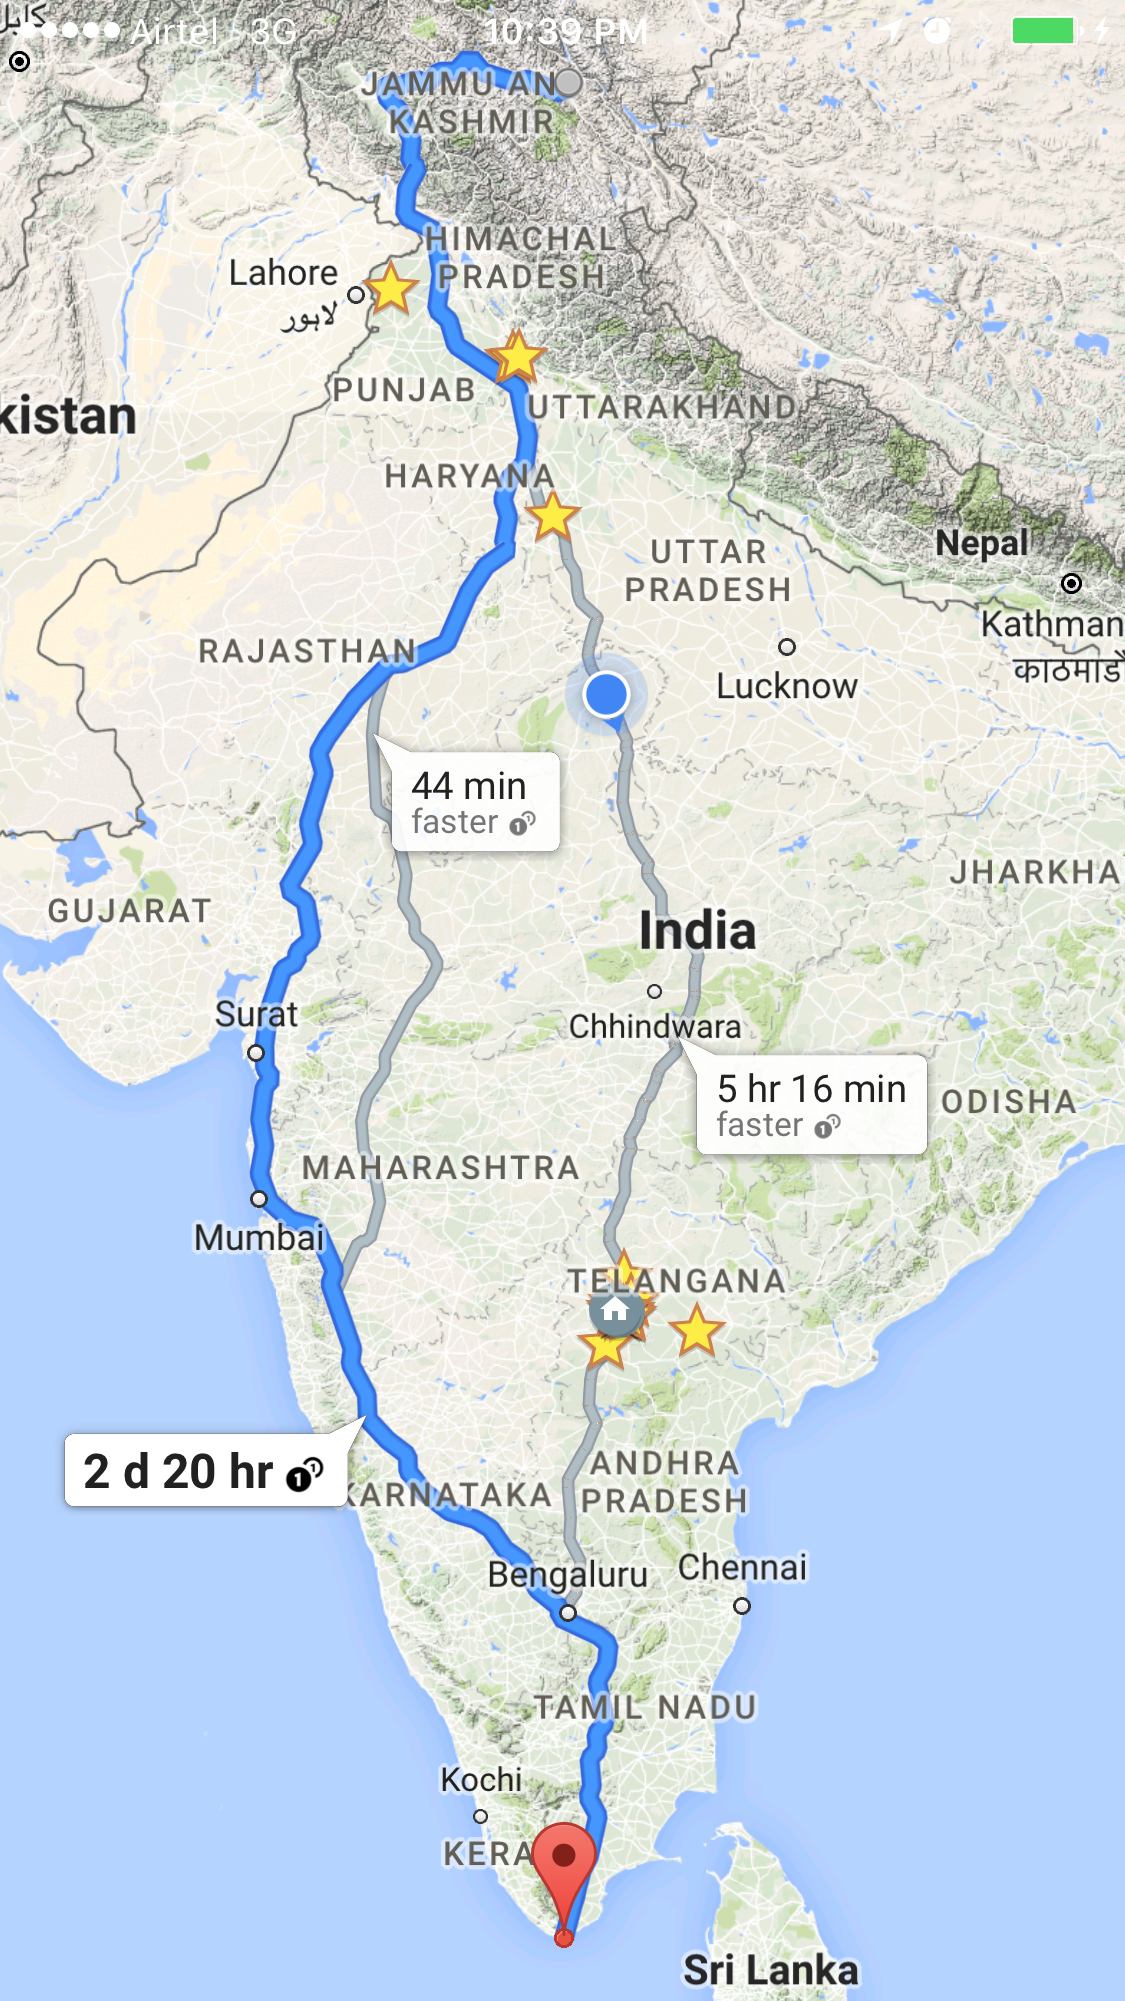 Airtel 3G 10:39 PM
JAMMU AN
KASHMIR
HIMACHAL
PRADESH
Lahore
لاہور
PUNJAB
UTTARAKHAND
kistan
HARYANA
Nepal
UTTAR
PRADESH
Kathman
RAJASTHAN
Lucknow
44 min
faster
JHARKHA
GUJARAT
India
Surat
Chhindwara
5 hr 16 min
faster
ODISHA
MAHARASHTRA
Mumbai
TELANGANA
2 d 20 hr
KARNATAKA
ANDHRA
PRADESH
Bengaluru
Chennai
TAMIL NADU
Kochi
KERA
Sri Lanka